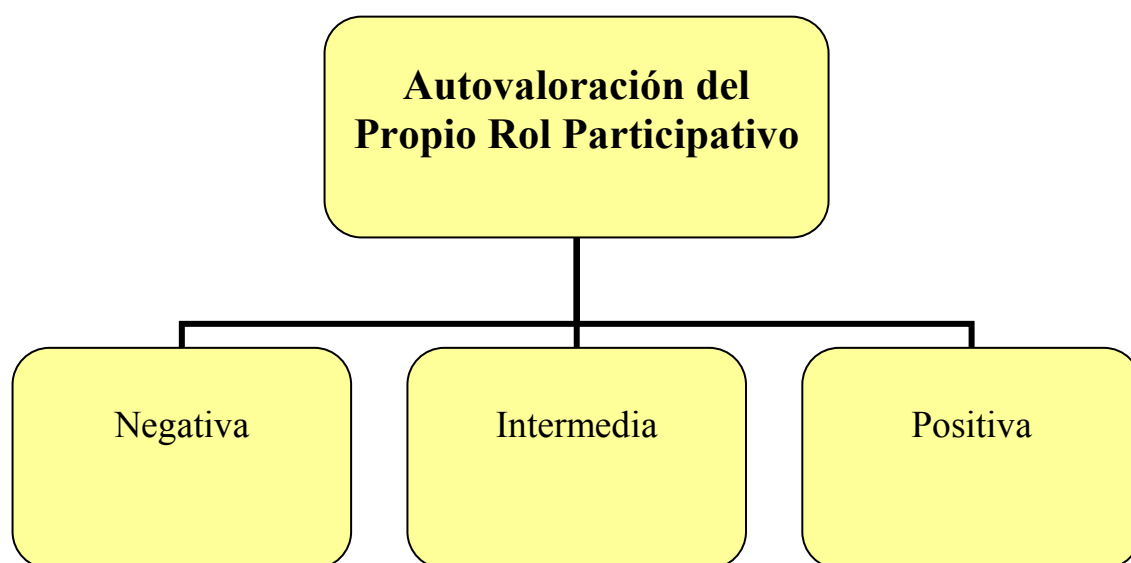 Autovaloración del
Propio Rol Participativo
Negativa
Intermedia
Positiva